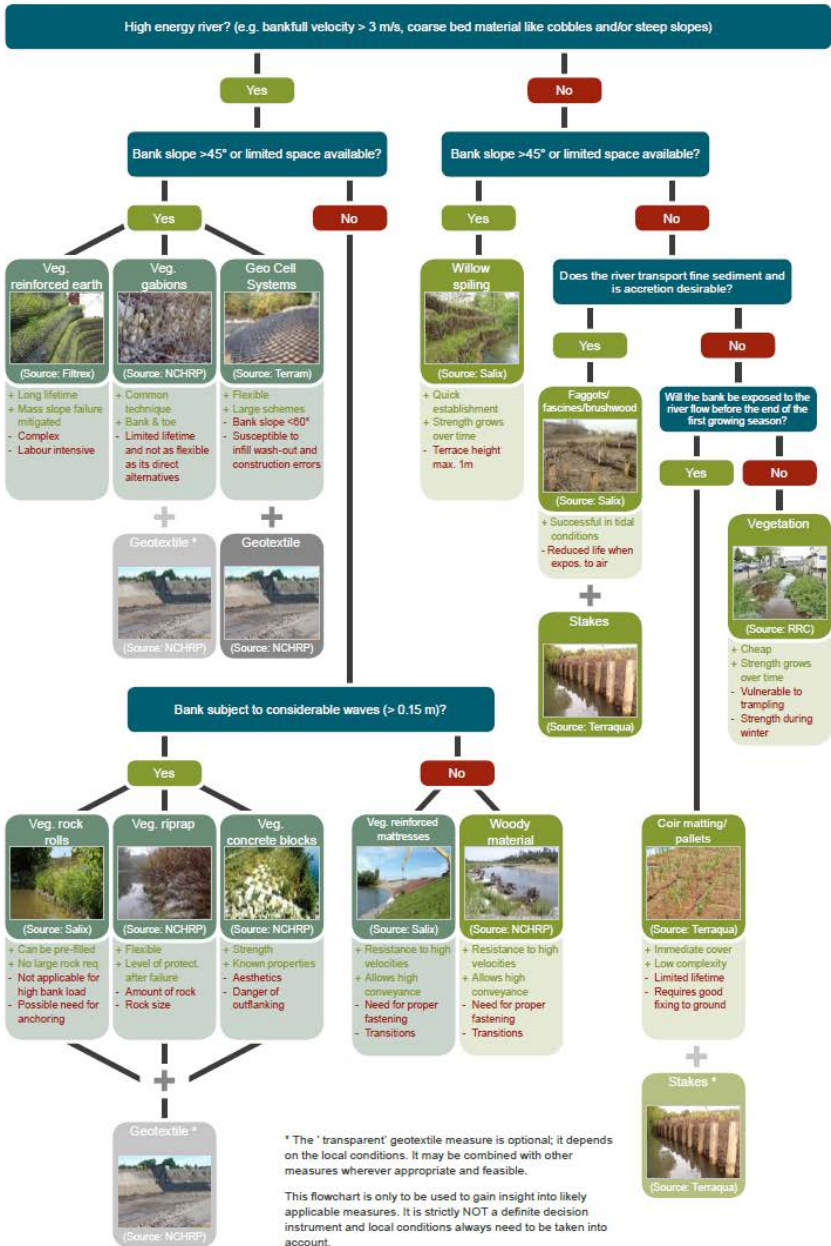 High energy river? (e.g. bankfull velocity > 3 m/s, coarse bed material like cobbles and/or steep slopes)
Yes
No
Bank slope >45° or limited space available?
Bank slope >45° or limited space available?
Yes
No
Yes
No
Veg.
reinforced earth
(Source: Filtrex)
+ Long lifetime
+ Mass slope failure
mitigated
- Complex
- Labour intensive
Veg.
gabions
(Source: NCHRP)
+ Common
technique
+ Bank & toe
- Limited lifetime
and not as flexible
as its direct
alternatives
Geo Cell
Systems
(Source: Terram)
+ Flexible
+ Large schemes
- Bank slope <60°
- Susceptible to
infill wash-out and
construction errors
Willow
spiling
(Source: Salix)
+ Quick
establishment
+ Strength grows
over time
- Terrace height
max. 1m
Does the river transport fine sediment and
is accretion desirable?
Yes
No
Faggots/
fascines/brushwood
(Source: Salix)
+ Successful in tidal
conditions
- Reduced life when
expos. to air
+
Stakes
(Source: Terraqua)
Will the bank be exposed to the
river flow before the end of the
first growing season?
Yes
No
Vegetation
(Source: RRC)
+ Cheap
+ Strength grows
over time
- Vulnerable to
trampling
- Strength during
winter
+
Geotextile *
(Source: NCHRP)
+
Geotextile
(Source: NCHRP)
Bank subject to considerable waves (> 0.15 m)?
Yes
No
Veg. rock
rolls
(Source: Salix)
+ Can be pre-filled
+ No large rock req.
- Not applicable for
high bank load
- Possible need for
anchoring
Veg. riprap
(Source: NCHRP)
+ Flexible
+ Level of protect.
after failure
- Amount of rock
- Rock size
Veg.
concrete blocks
(Source: NCHRP)
+ Strength
+ Known properties
- Aesthetics
- Danger of
outflanking
Veg. reinforced
mattresses
(Source: Salix)
+ Resistance to high
velocities
+ Allows high
conveyance
- Need for proper
fastening
- Transitions
Woody
material
(Source: NCHRP)
+ Resistance to high
velocities
+ Allows high
conveyance
- Need for proper
fastening
- Transitions
Coir matting/
pallets
(Source: Terraqua)
+ Immediate cover
+ Low complexity
- Limited lifetime
- Requires good
fixing to ground
+
Stakes *
(Source: Terraqua)
+
Geotextile *
(Source: NCHRP)
* The ' transparent' geotextile measure is optional; it depends
on the local conditions. It may be combined with other
measures wherever appropriate and feasible.
This flowchart is only to be used to gain insight into likely
applicable measures. It is strictly NOT a definite decision
instrument and local conditions always need to be taken into
account.